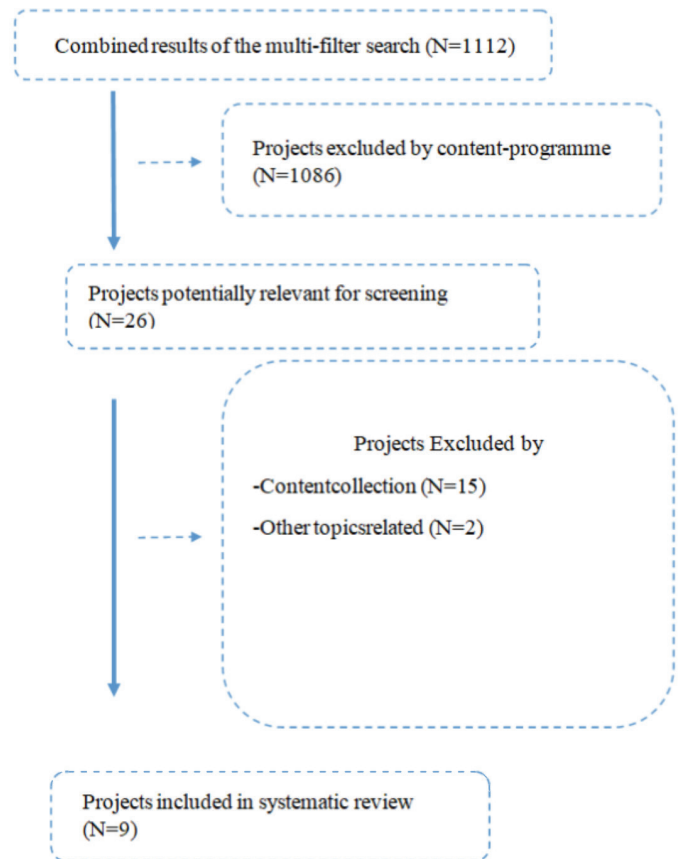 Combined results of the multi-filter search (N=1112)
Projects excluded by content-programme
(N=1086)
Projects potentially relevant for screening
(N=26)
Projects Excluded by
-Contentcollection (N=15)
-Other topicsrelated (N=2)
Projects included in systematic review
(N=9)